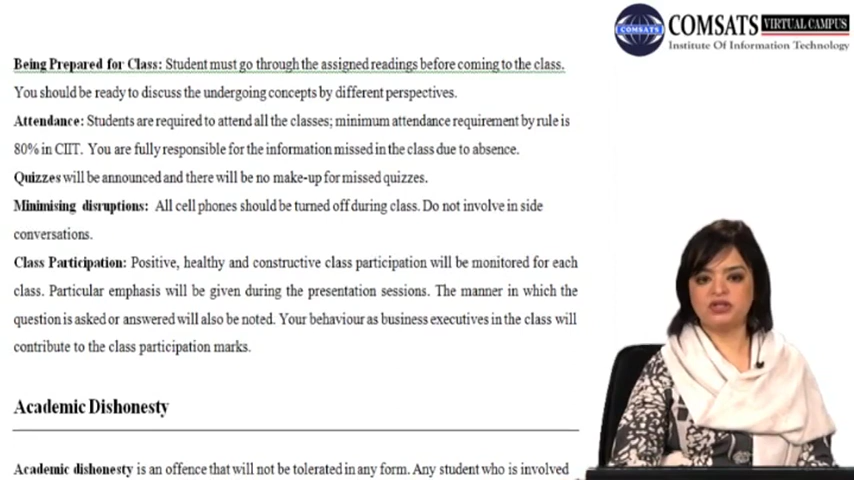 COMSATS VIRTUAL CAMPUS
Institute Of Information Technology
Being Prepared for Class: Student must go through the assigned readings before coming to the class.
You should be ready to discuss the undergoing concepts by different perspectives.
Attendance: Students are required to attend all the classes; minimum attendance requirement by rule is
80% in CIIT. You are fully responsible for the information missed in the class due to absence.
Quizzes will be announced and there will be no make-up for missed quizzes.
Minimising disruptions: All cell phones should be turned off during class. Do not involve in side
conversations.
Class Participation: Positive, healthy and constructive class participation will be monitored for each
class. Particular emphasis will be given during the presentation sessions. The manner in which the
question is asked or answered will also be noted. Your behaviour as business executives in the class will
contribute to the class participation marks.
Academic Dishonesty
Academic dishonesty is an offence that will not be tolerated in any form. Any student who is involved